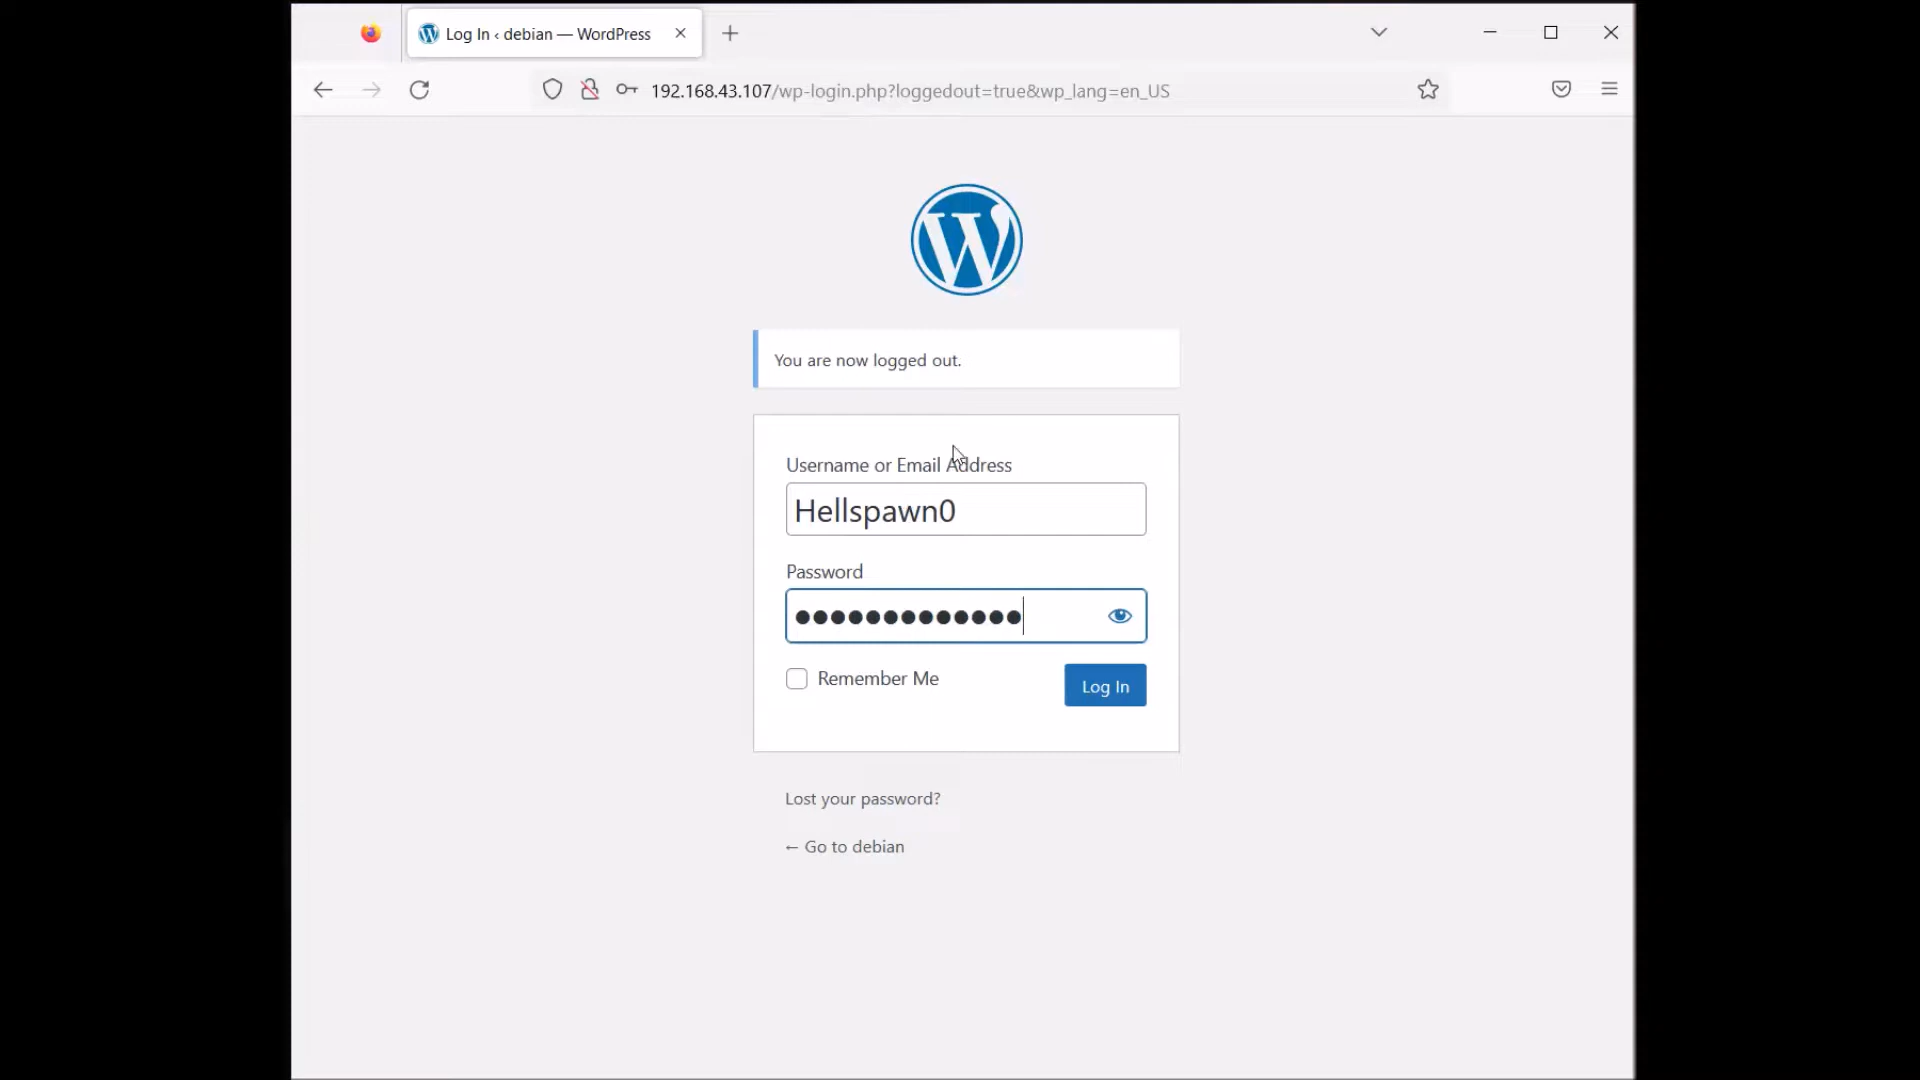 Log In ‹ debian — WordPress
192.168.43.107/wp-login.php?loggedout=true&wp_lang=en_US
You are now logged out.
Username or Email Address
Hellspawn0
Password
Remember Me
Log In
Lost your password?
← Go to debian